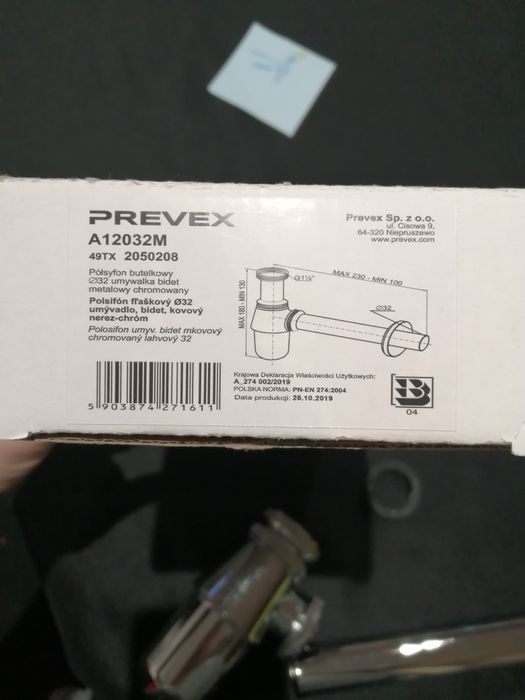 PREVEX
A12032M
49TX 2050208
Półsyfon butelkowy
Ø32 umywalka bidet
metalowy chromowany
Polsifón fľaškový Ø32
umývadlo, bidet, kovový
nerez-chróm
Polosifon umyv. bidet mkovový
chromovaný lahvový 32
5 903874 271611
Prevex Sp. z o.o.
ul. Cisowa 9,
64-320 Niepruszewo
www.prevex.com
MAX 230 - MIN 100
G1¼"
MAX 180 - MIN 130
Ø32
Krajowa Deklaracja Właściwości Użytkowych:
A_274 002/2019
POLSKA NORMA: PN-EN 274:2004
Data produkcji: 25.10.2019
B
04